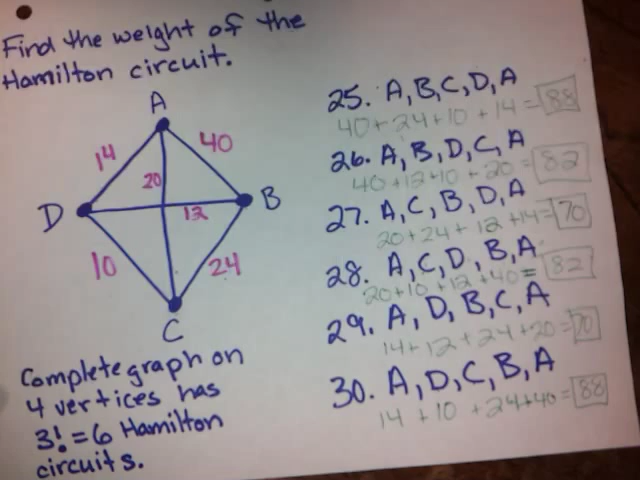 Find the weight of the
Hamilton circuit.
A
14
40
20
D
12
B
10
24
C
Complete graph on
4 vertices has
3! = 6 Hamilton
circuits.
25. A, B, C, D, A
40 + 24 + 10 + 14 = 88
26. A, B, D, C, A
40 + 12 + 10 + 20 = 82
27. A, C, B, D, A
20 + 24 + 12 + 14 = 70
28. A, C, D, B, A
20 + 10 + 12 + 40 = 82
29. A, D, B, C, A
14 + 12 + 24 + 20 = 70
30. A, D, C, B, A
14 + 10 + 24 + 40 = 88